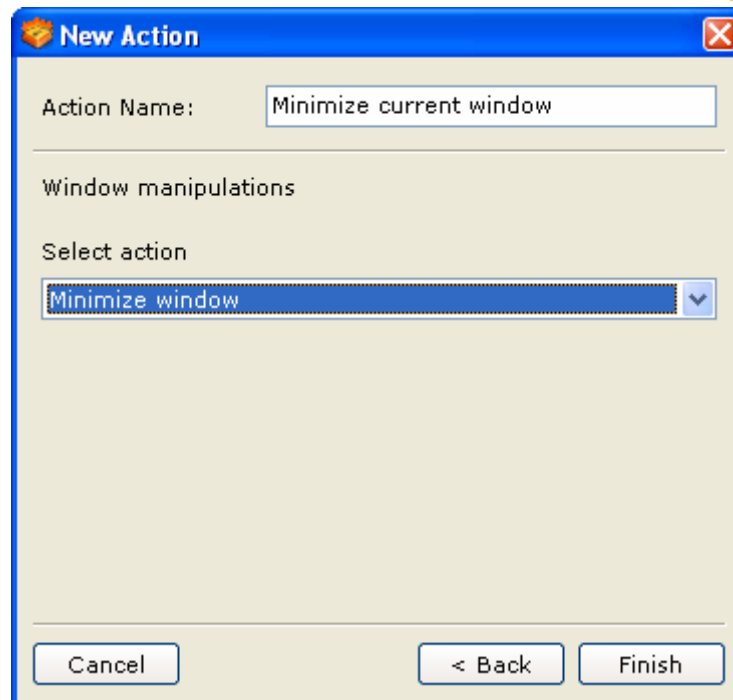 New Action
Action Name: Minimize current window
Window manipulations
Select action
Minimize window
Cancel < Back Finish